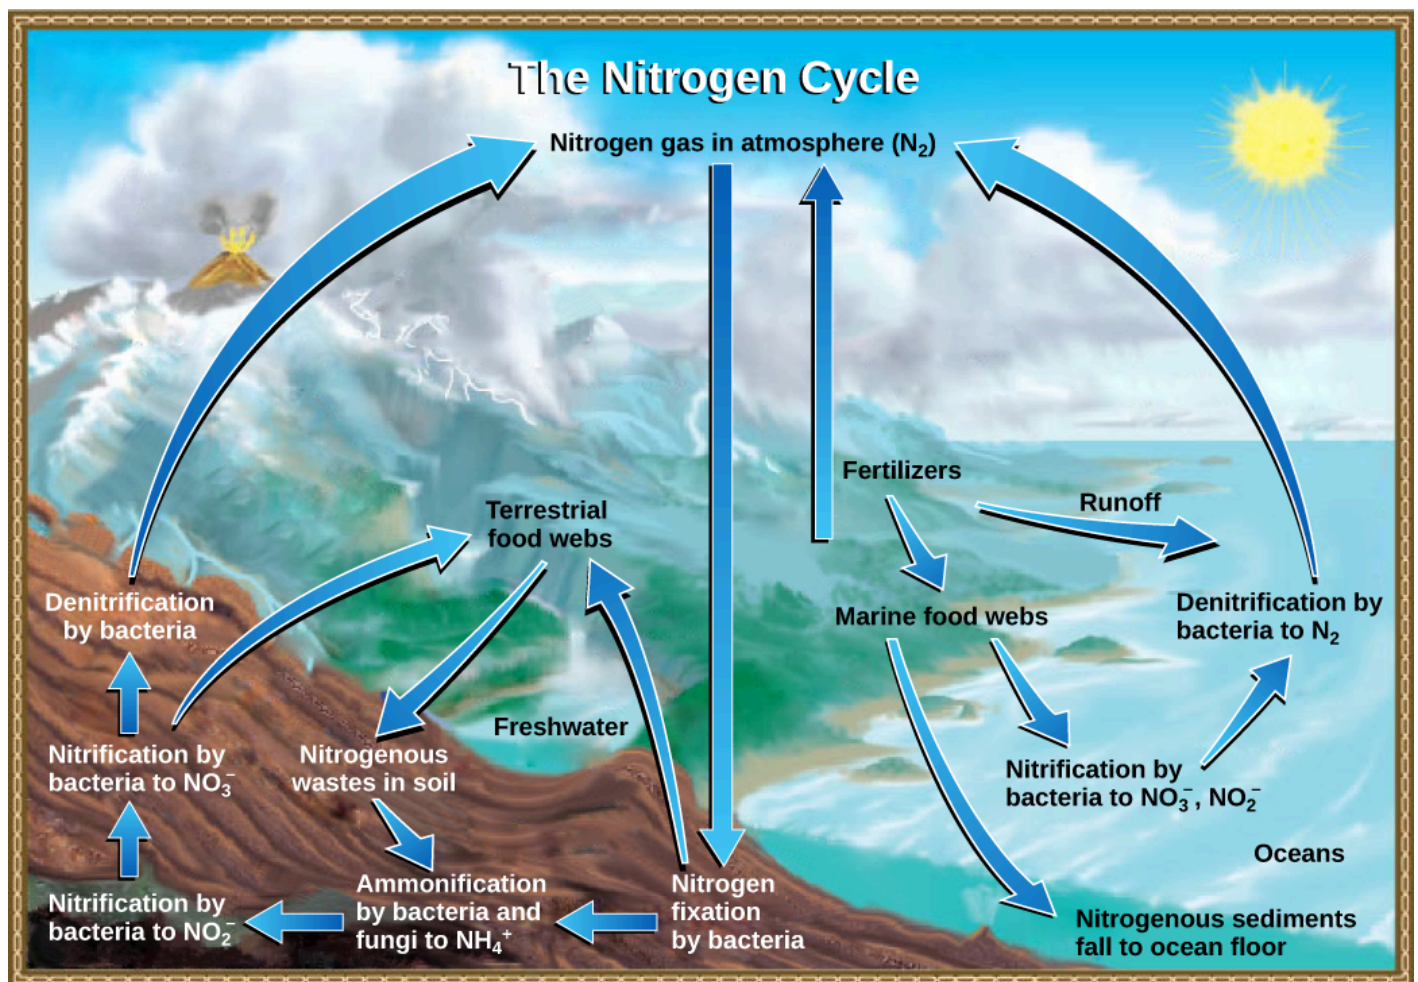 The Nitrogen Cycle
Nitrogen gas in atmosphere (N₂)
Fertilizers
Runoff
Terrestrial
food webs
Denitrification
by bacteria
Marine food webs
Denitrification by
bacteria to N₂
Freshwater
Nitrification by
bacteria to NO₃⁻
Nitrogenous
wastes in soil
Nitrification by
bacteria to NO₃⁻, NO₂⁻
Oceans
Nitrification by
bacteria to NO₂⁻
Ammonification
by bacteria and
fungi to NH₄⁺
Nitrogen
fixation
by bacteria
Nitrogenous sediments
fall to ocean floor